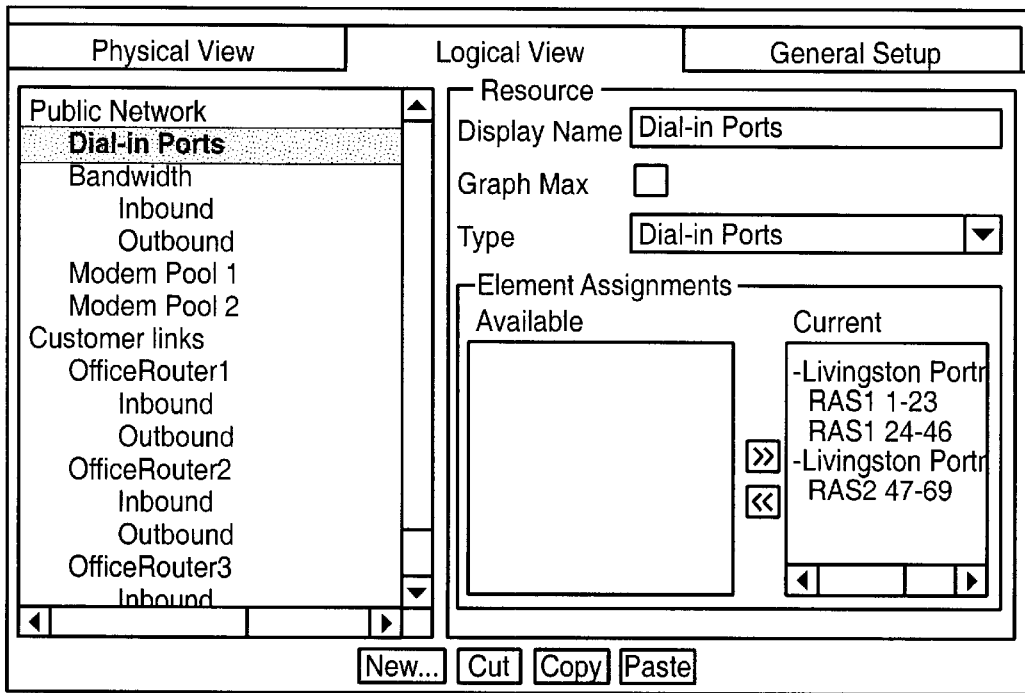 Physical View
Logical View
General Setup
Public Network
Dial-in Ports
Bandwidth
Inbound
Outbound
Modem Pool 1
Modem Pool 2
Customer links
OfficeRouter1
Inbound
Outbound
OfficeRouter2
Inbound
Outbound
OfficeRouter3
Inbound
Resource
Display Name Dial-in Ports
Graph Max
Type Dial-in Ports
Element Assignments
Available
Current
-Livingston Portr
RAS1 1-23
RAS1 24-46
-Livingston Portr
RAS2 47-69
>>
<<
New... Cut Copy Paste